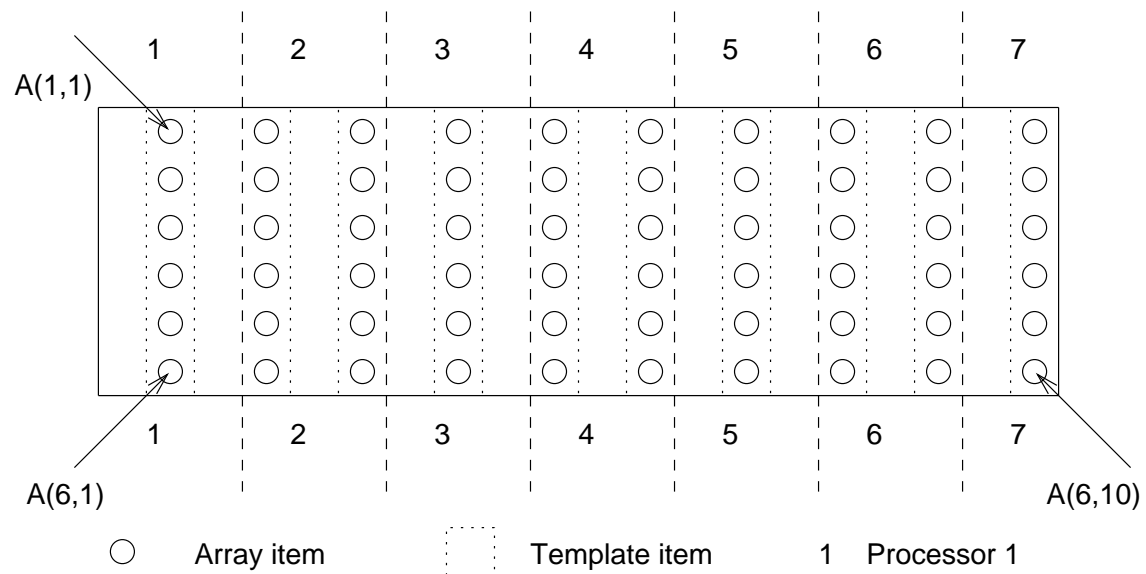 1 2 3 4 5 6 7
A(1,1)
1 2 3 4 5 6 7
A(6,1) A(6,10)
Array item Template item 1 Processor 1